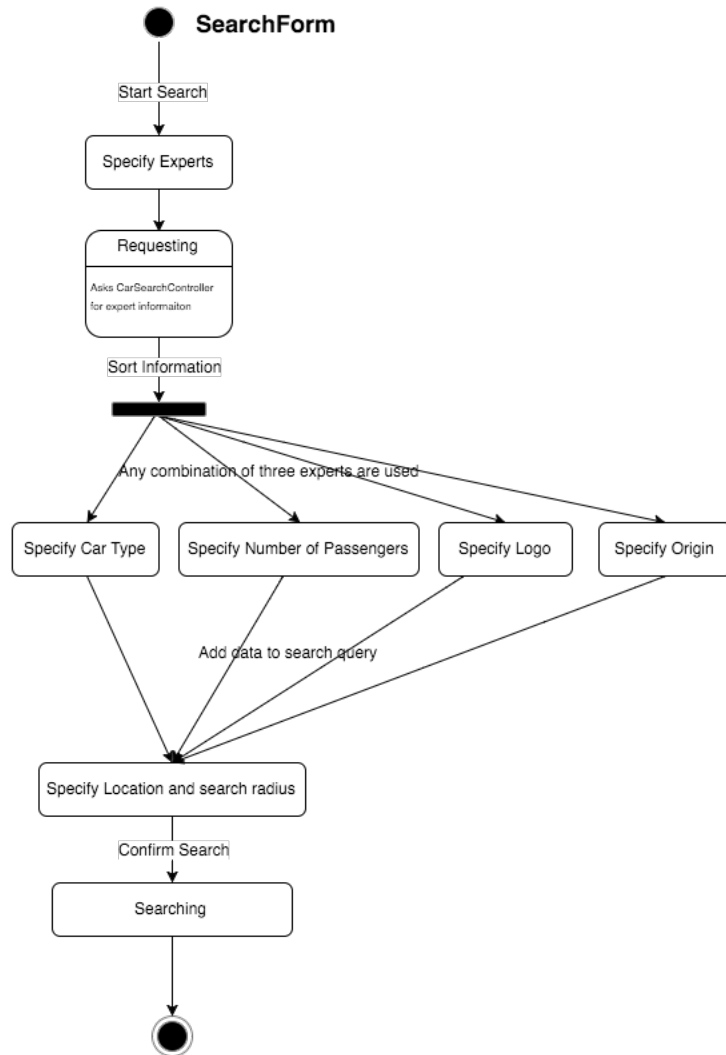 SearchForm
Start Search
Specify Experts
Requesting
Asks CarSearchController
for expert informaiton
Sort Information
Any combination of three experts are used
Specify Car Type
Specify Number of Passengers
Specify Logo
Specify Origin
Add data to search query
Specify Location and search radius
Confirm Search
Searching